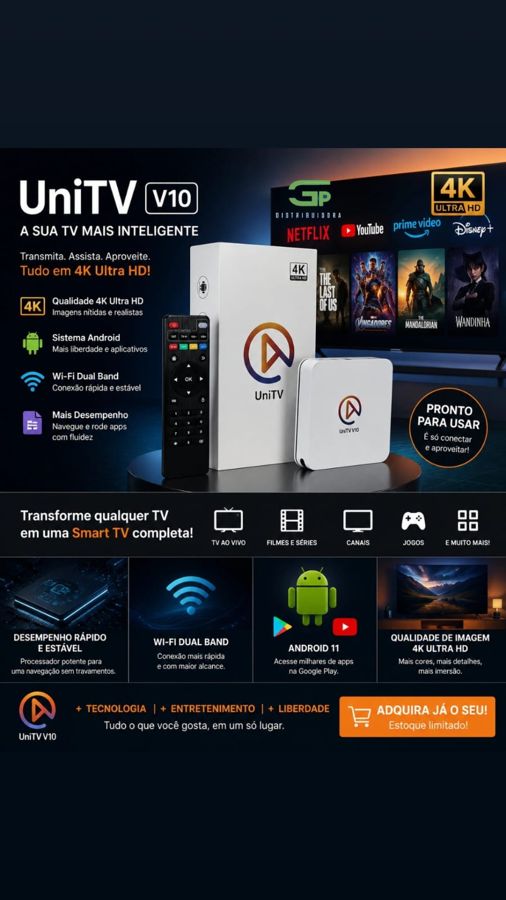 UniTV V10
A SUA TV MAIS INTELIGENTE
Transmita. Assista. Aproveite.
Tudo em 4K Ultra HD!
4K
Qualidade 4K Ultra HD
Imagens nítidas e realistas
Sistema Android
Mais liberdade e aplicativos
Wi-Fi Dual Band
Conexão rápida e estável
Mais Desempenho
Navegue e rode apps
com fluidez
GP
DISTRIBUIDORA
4K
ULTRA HD
NETFLIX YouTube prime video Disney+
THE
LAST
OF US
VINGADORES
THE
MANDALORIAN
WANDINHA
4K
ULTRA HD
UniTV
OK
UniTV V10
PRONTO
PARA USAR
É só conectar
e aproveitar!
Transforme qualquer TV
em uma Smart TV completa!
TV AO VIVO
FILMES E SÉRIES
CANAIS
JOGOS
E MUITO MAIS!
DESEMPENHO RÁPIDO
E ESTÁVEL
Processador potente para
uma navegação sem travamentos.
WI-FI DUAL BAND
Conexão mais rápida
e com maior alcance.
ANDROID 11
Acesse milhares de apps
na Google Play.
QUALIDADE DE IMAGEM
4K ULTRA HD
Mais cores, mais detalhes,
mais imersão.
UniTV V10
+ TECNOLOGIA | + ENTRETENIMENTO | + LIBERDADE
Tudo o que você gosta, em um só lugar.
ADQUIRA JÁ O SEU!
Estoque limitado!